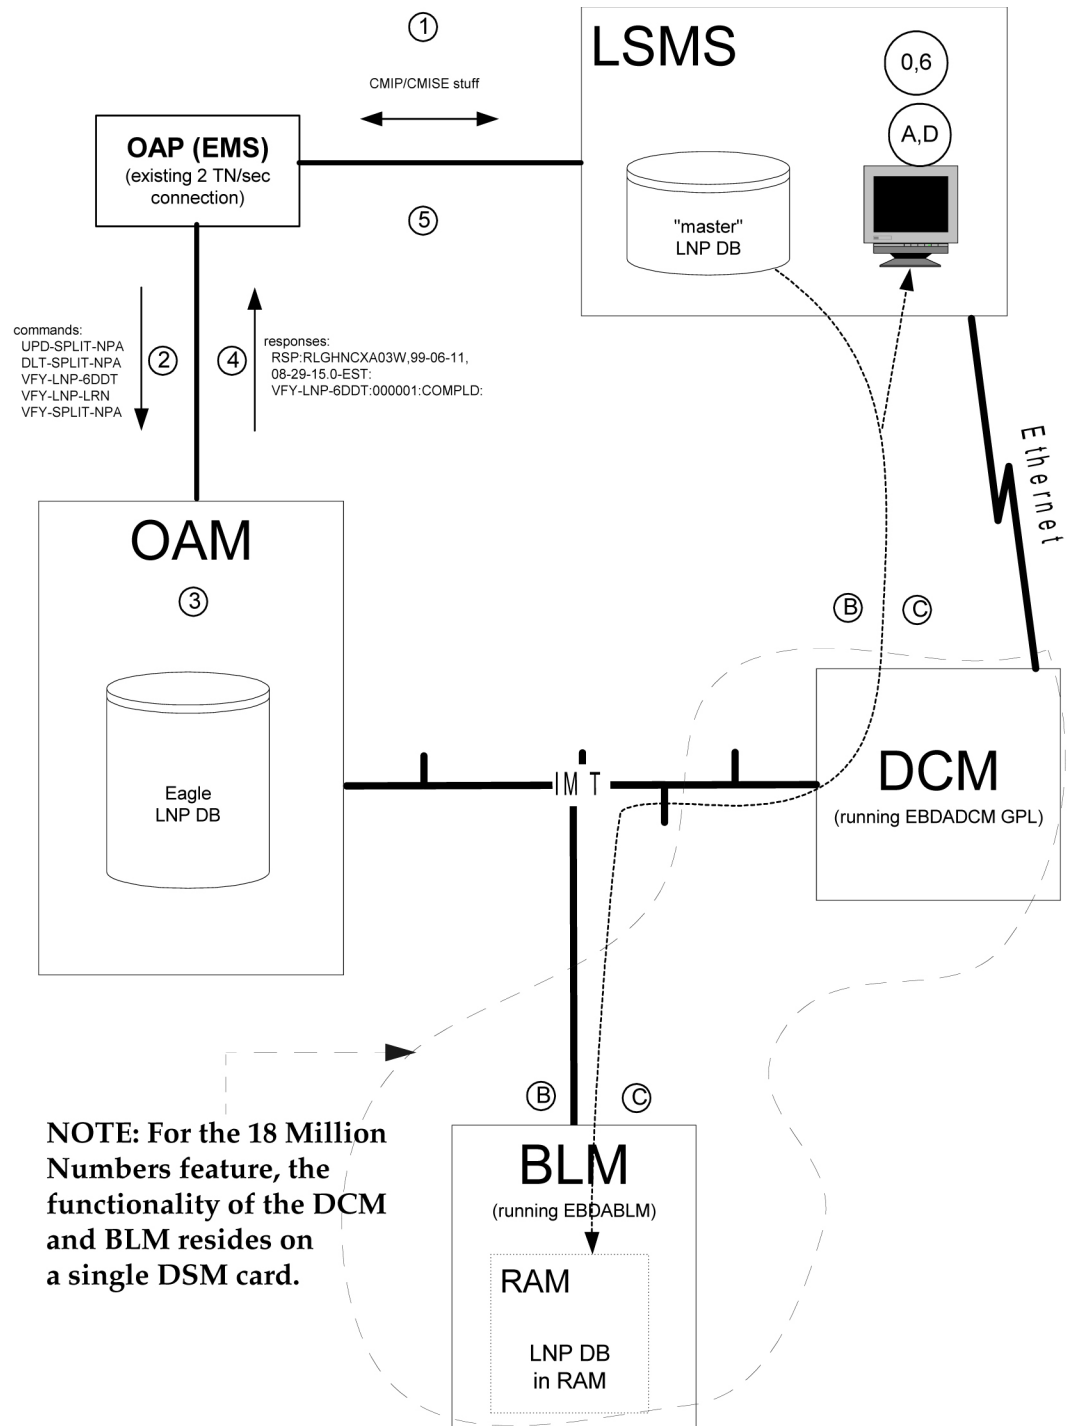 1
LSMS
0,6
CMIP/CMISE stuff
A,D
OAP (EMS)
(existing 2 TN/sec
connection)
5
"master"
LNP DB
commands:
UPD-SPLIT-NPA
DLT-SPLIT-NPA
VFY-LNP-6DDT
VFY-LNP-LRN
VFY-SPLIT-NPA
2
4
responses:
RSP:RLGHNCXA03W,99-06-11,
08-29-15.0-EST:
VFY-LNP-6DDT:000001:COMPLD:
Ethernet
OAM
3
B
C
Eagle
LNP DB
IMT
DCM
(running EBDADCM GPL)
B
C
NOTE: For the 18 Million
Numbers feature, the
functionality of the DCM
and BLM resides on
a single DSM card.
BLM
(running EBDABLM)
RAM
LNP DB
in RAM